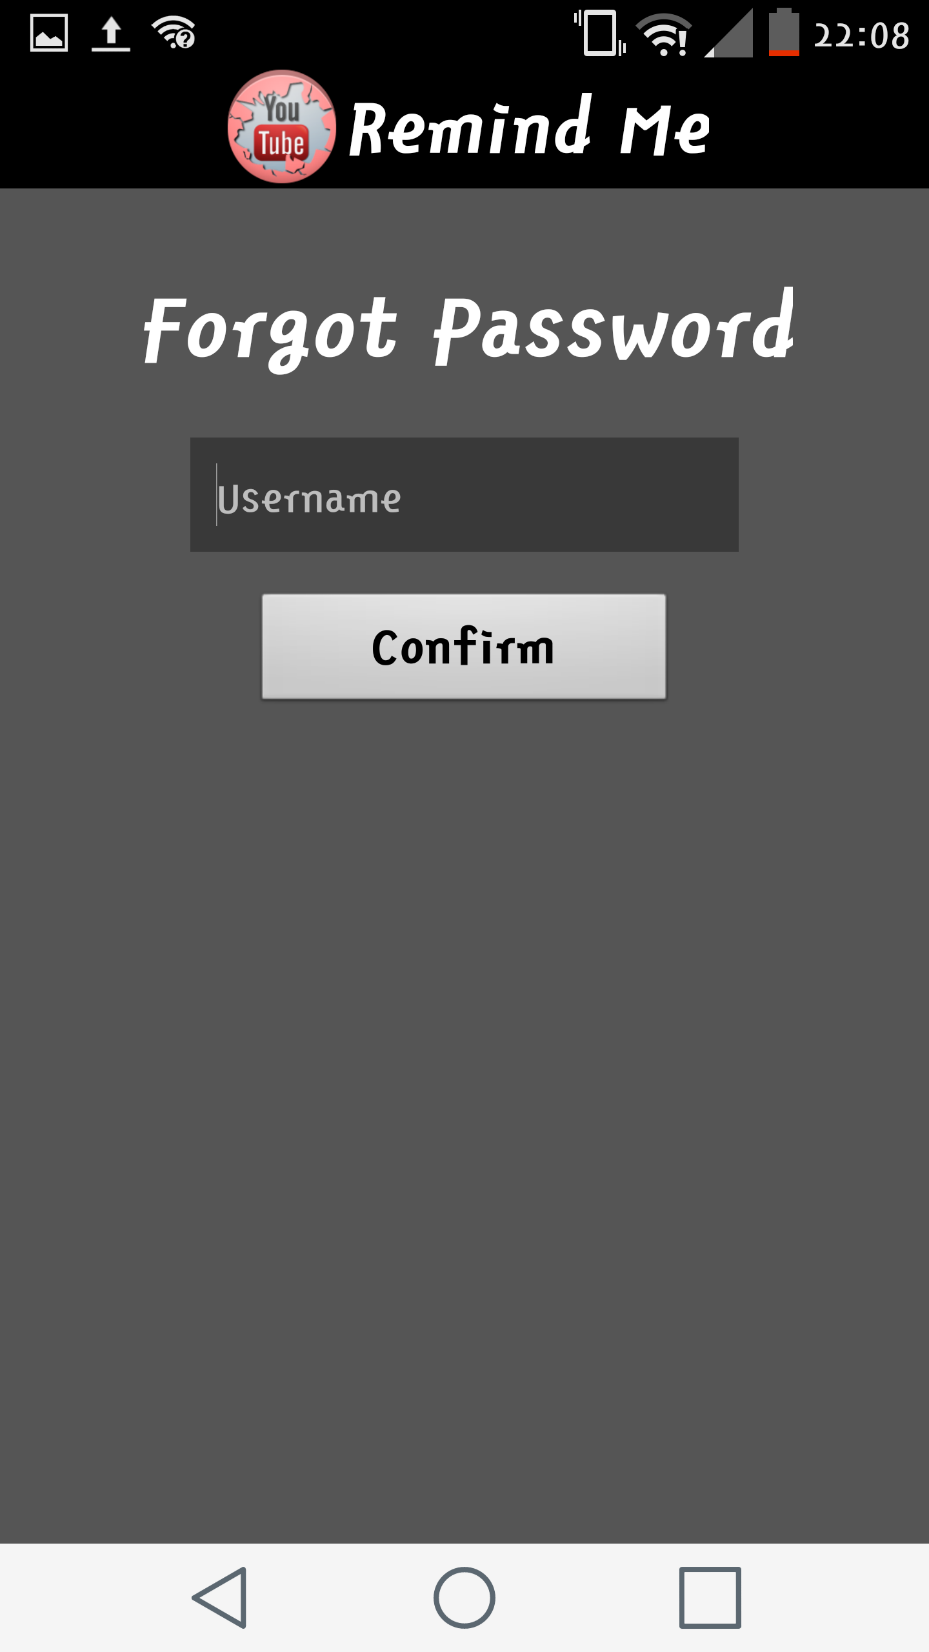 22:08
You
Tube
Remind Me
Forgot Password
Username
Confirm